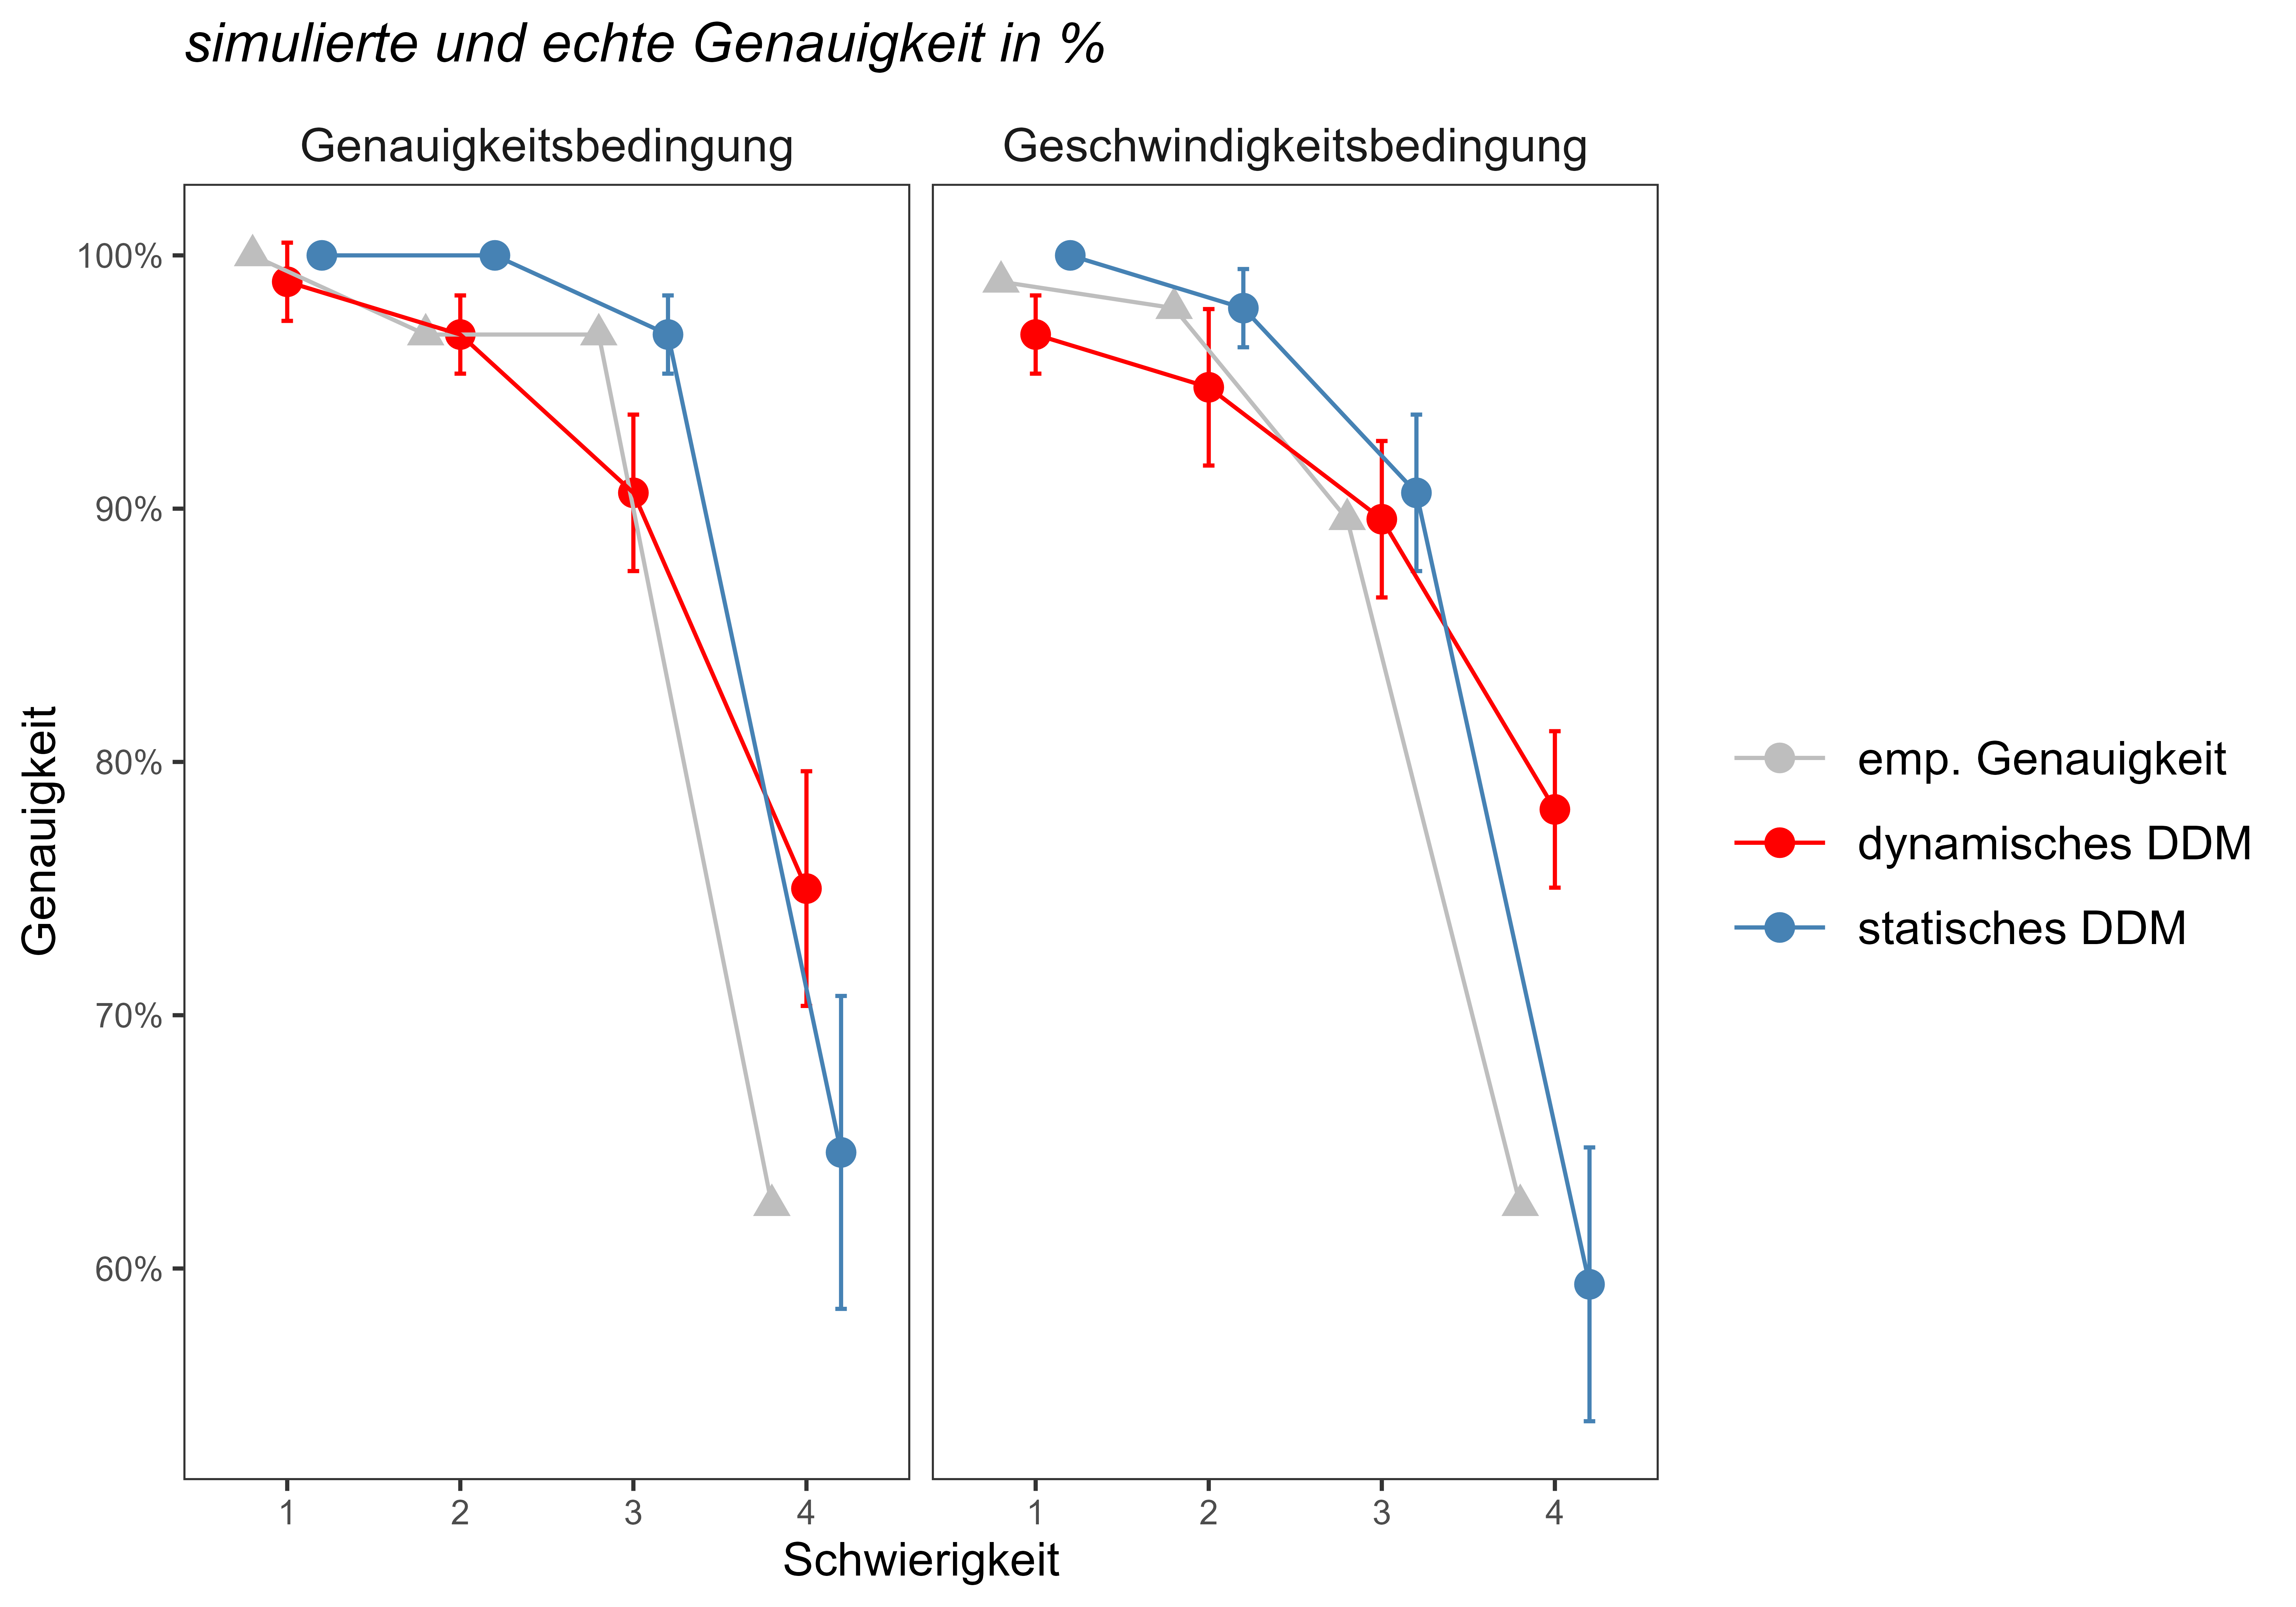 simulierte und echte Genauigkeit in %
Genauigkeitsbedingung
Geschwindigkeitsbedingung
Genauigkeit
100%
90%
80%
70%
60%
1 2 3 4
1 2 3 4
Schwierigkeit
emp. Genauigkeit
dynamisches DDM
statisches DDM